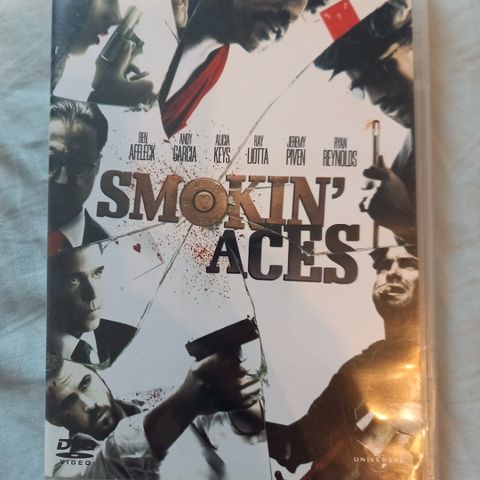 BEN ANDY ALICIA RAY JEREMY RYAN
AFFLECK GARCIA KEYS LIOTTA PIVEN REYNOLDS
SMOKIN'
ACES
DVD
VIDEO
UNIVERSAL